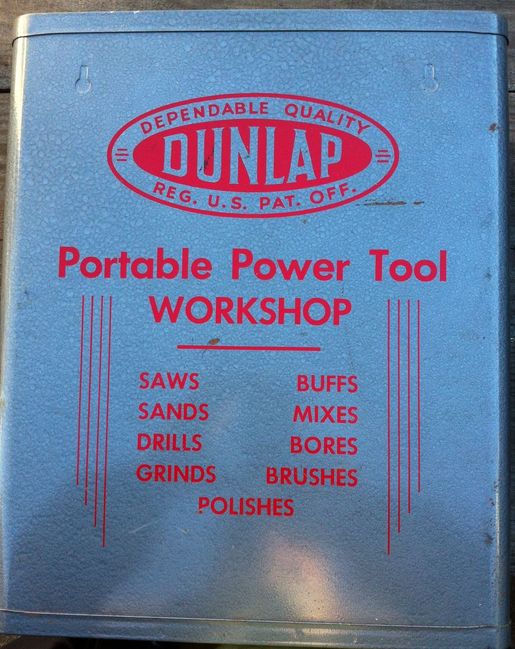 DEPENDABLE QUALITY
DUNLAP
REG. U.S. PAT. OFF.
Portable Power Tool
WORKSHOP
SAWS BUFFS
SANDS MIXES
DRILLS BORES
GRINDS BRUSHES
POLISHES